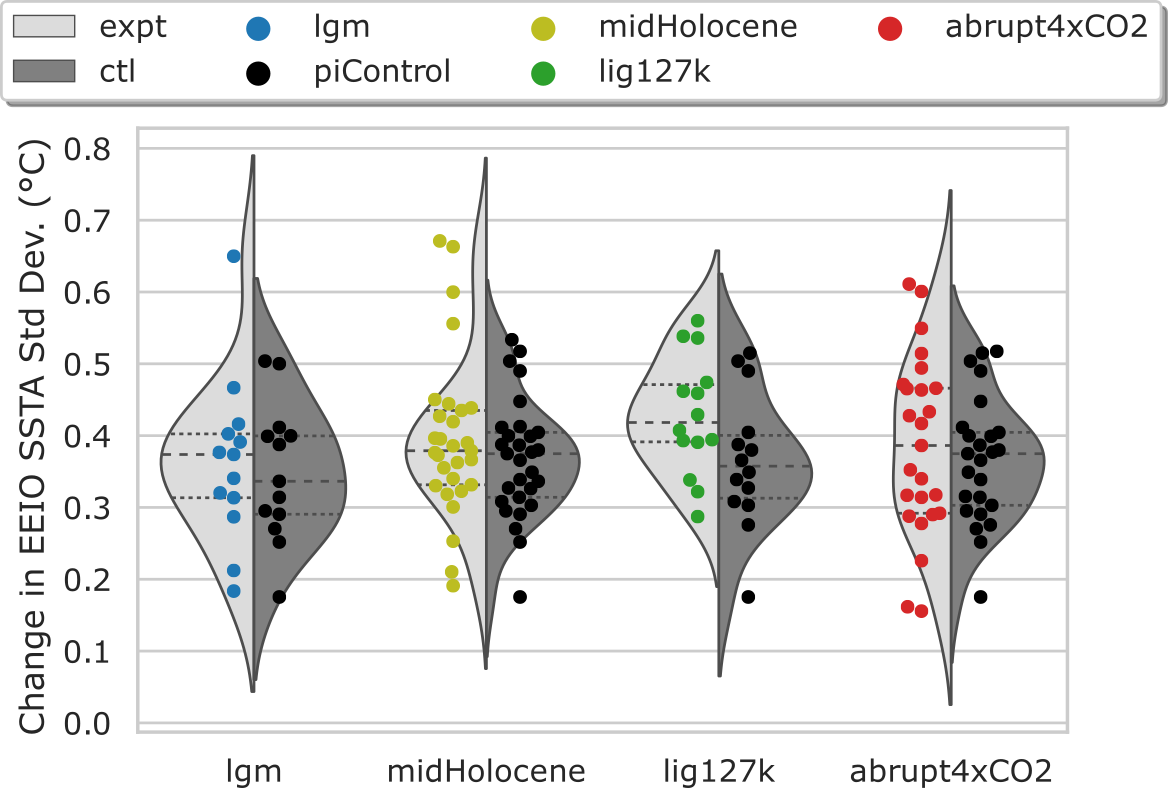 expt lgm midHolocene abrupt4xCO2
ctl piControl lig127k
Change in EEIO SSTA Std Dev. (°C)
0.8
0.7
0.6
0.5
0.4
0.3
0.2
0.1
0.0
lgm midHolocene lig127k abrupt4xCO2